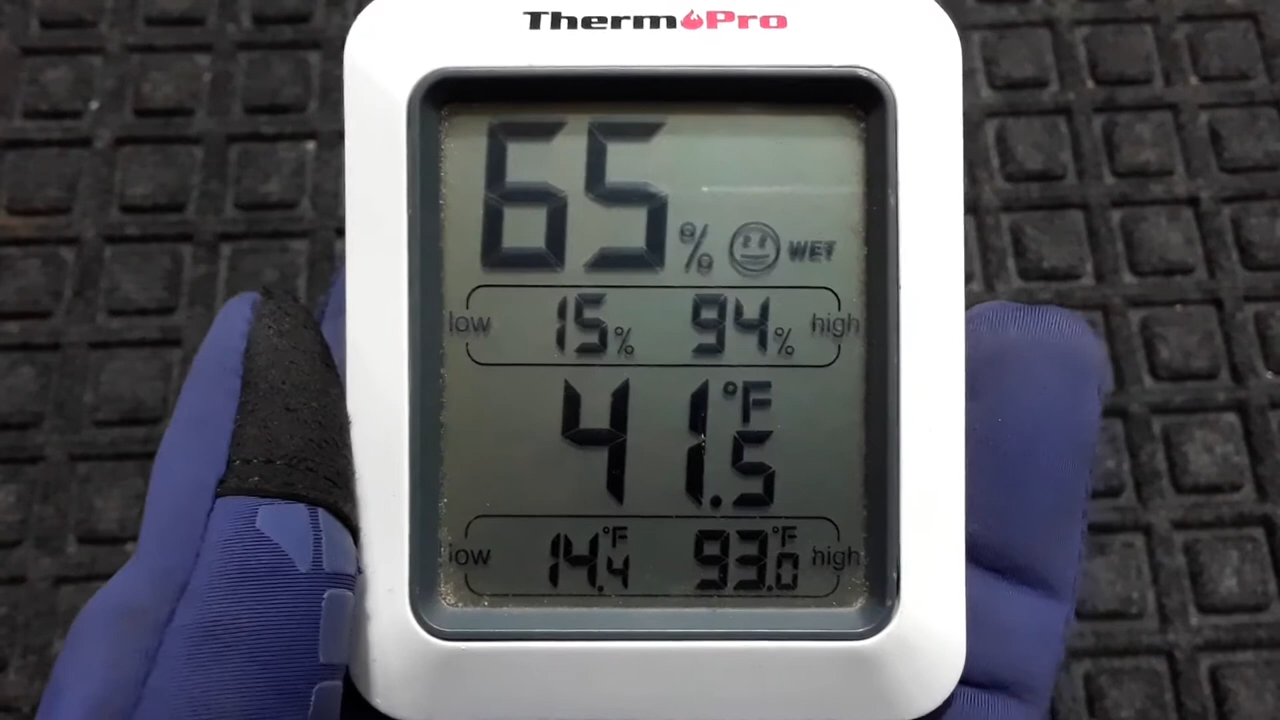 ThermoPro
65% WET
low 15% 94% high
41.5 °F
low 14.4 °F 93.0 °F high